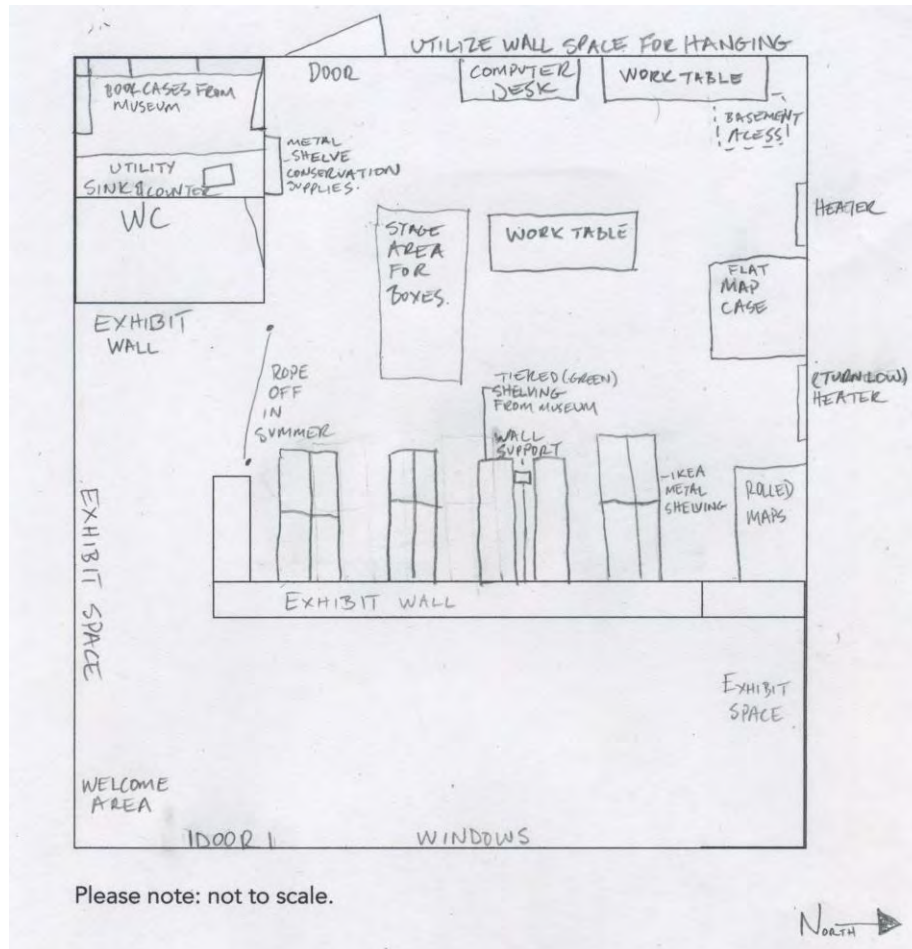 UTILIZE WALL SPACE FOR HANGING
DOOR
COMPUTER
DESK
WORK TABLE
BOOKCASES FROM
MUSEUM
BASEMENT
ACESS
METAL
SHELVE
CONSERVATION
SUPPLIES.
UTILITY
SINK & COUNTER
WC
HEATER
STAGE
AREA
FOR
BOXES.
WORK TABLE
FLAT
MAP
CASE
EXHIBIT
WALL
ROPE
OFF
IN
SUMMER
TIERED (GREEN)
SHELVING
FROM MUSEUM
(TURN LOW)
HEATER
WALL
SUPPORT
IKEA
METAL
SHELVING
ROLLED
MAPS
EXHIBIT SPACE
EXHIBIT WALL
EXHIBIT
SPACE
WELCOME
AREA
DOOR
WINDOWS
Please note: not to scale.
NORTH